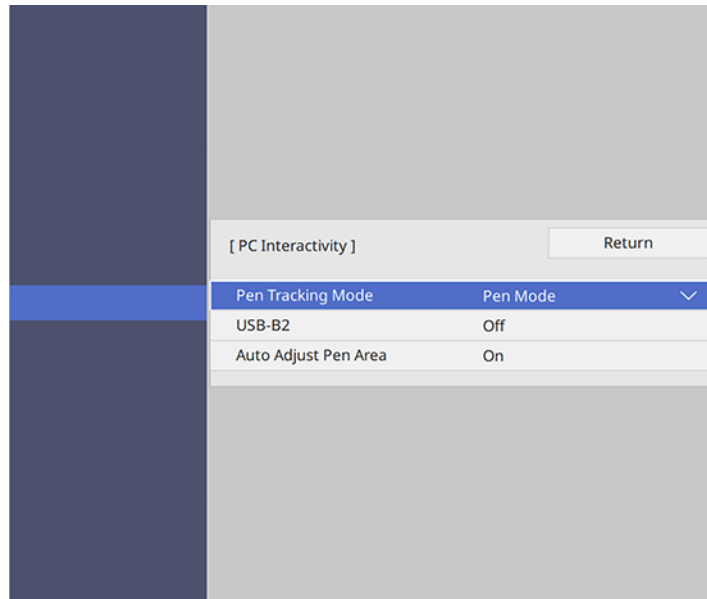 [ PC Interactivity ]
Return
Pen Tracking Mode Pen Mode
USB-B2 Off
Auto Adjust Pen Area On